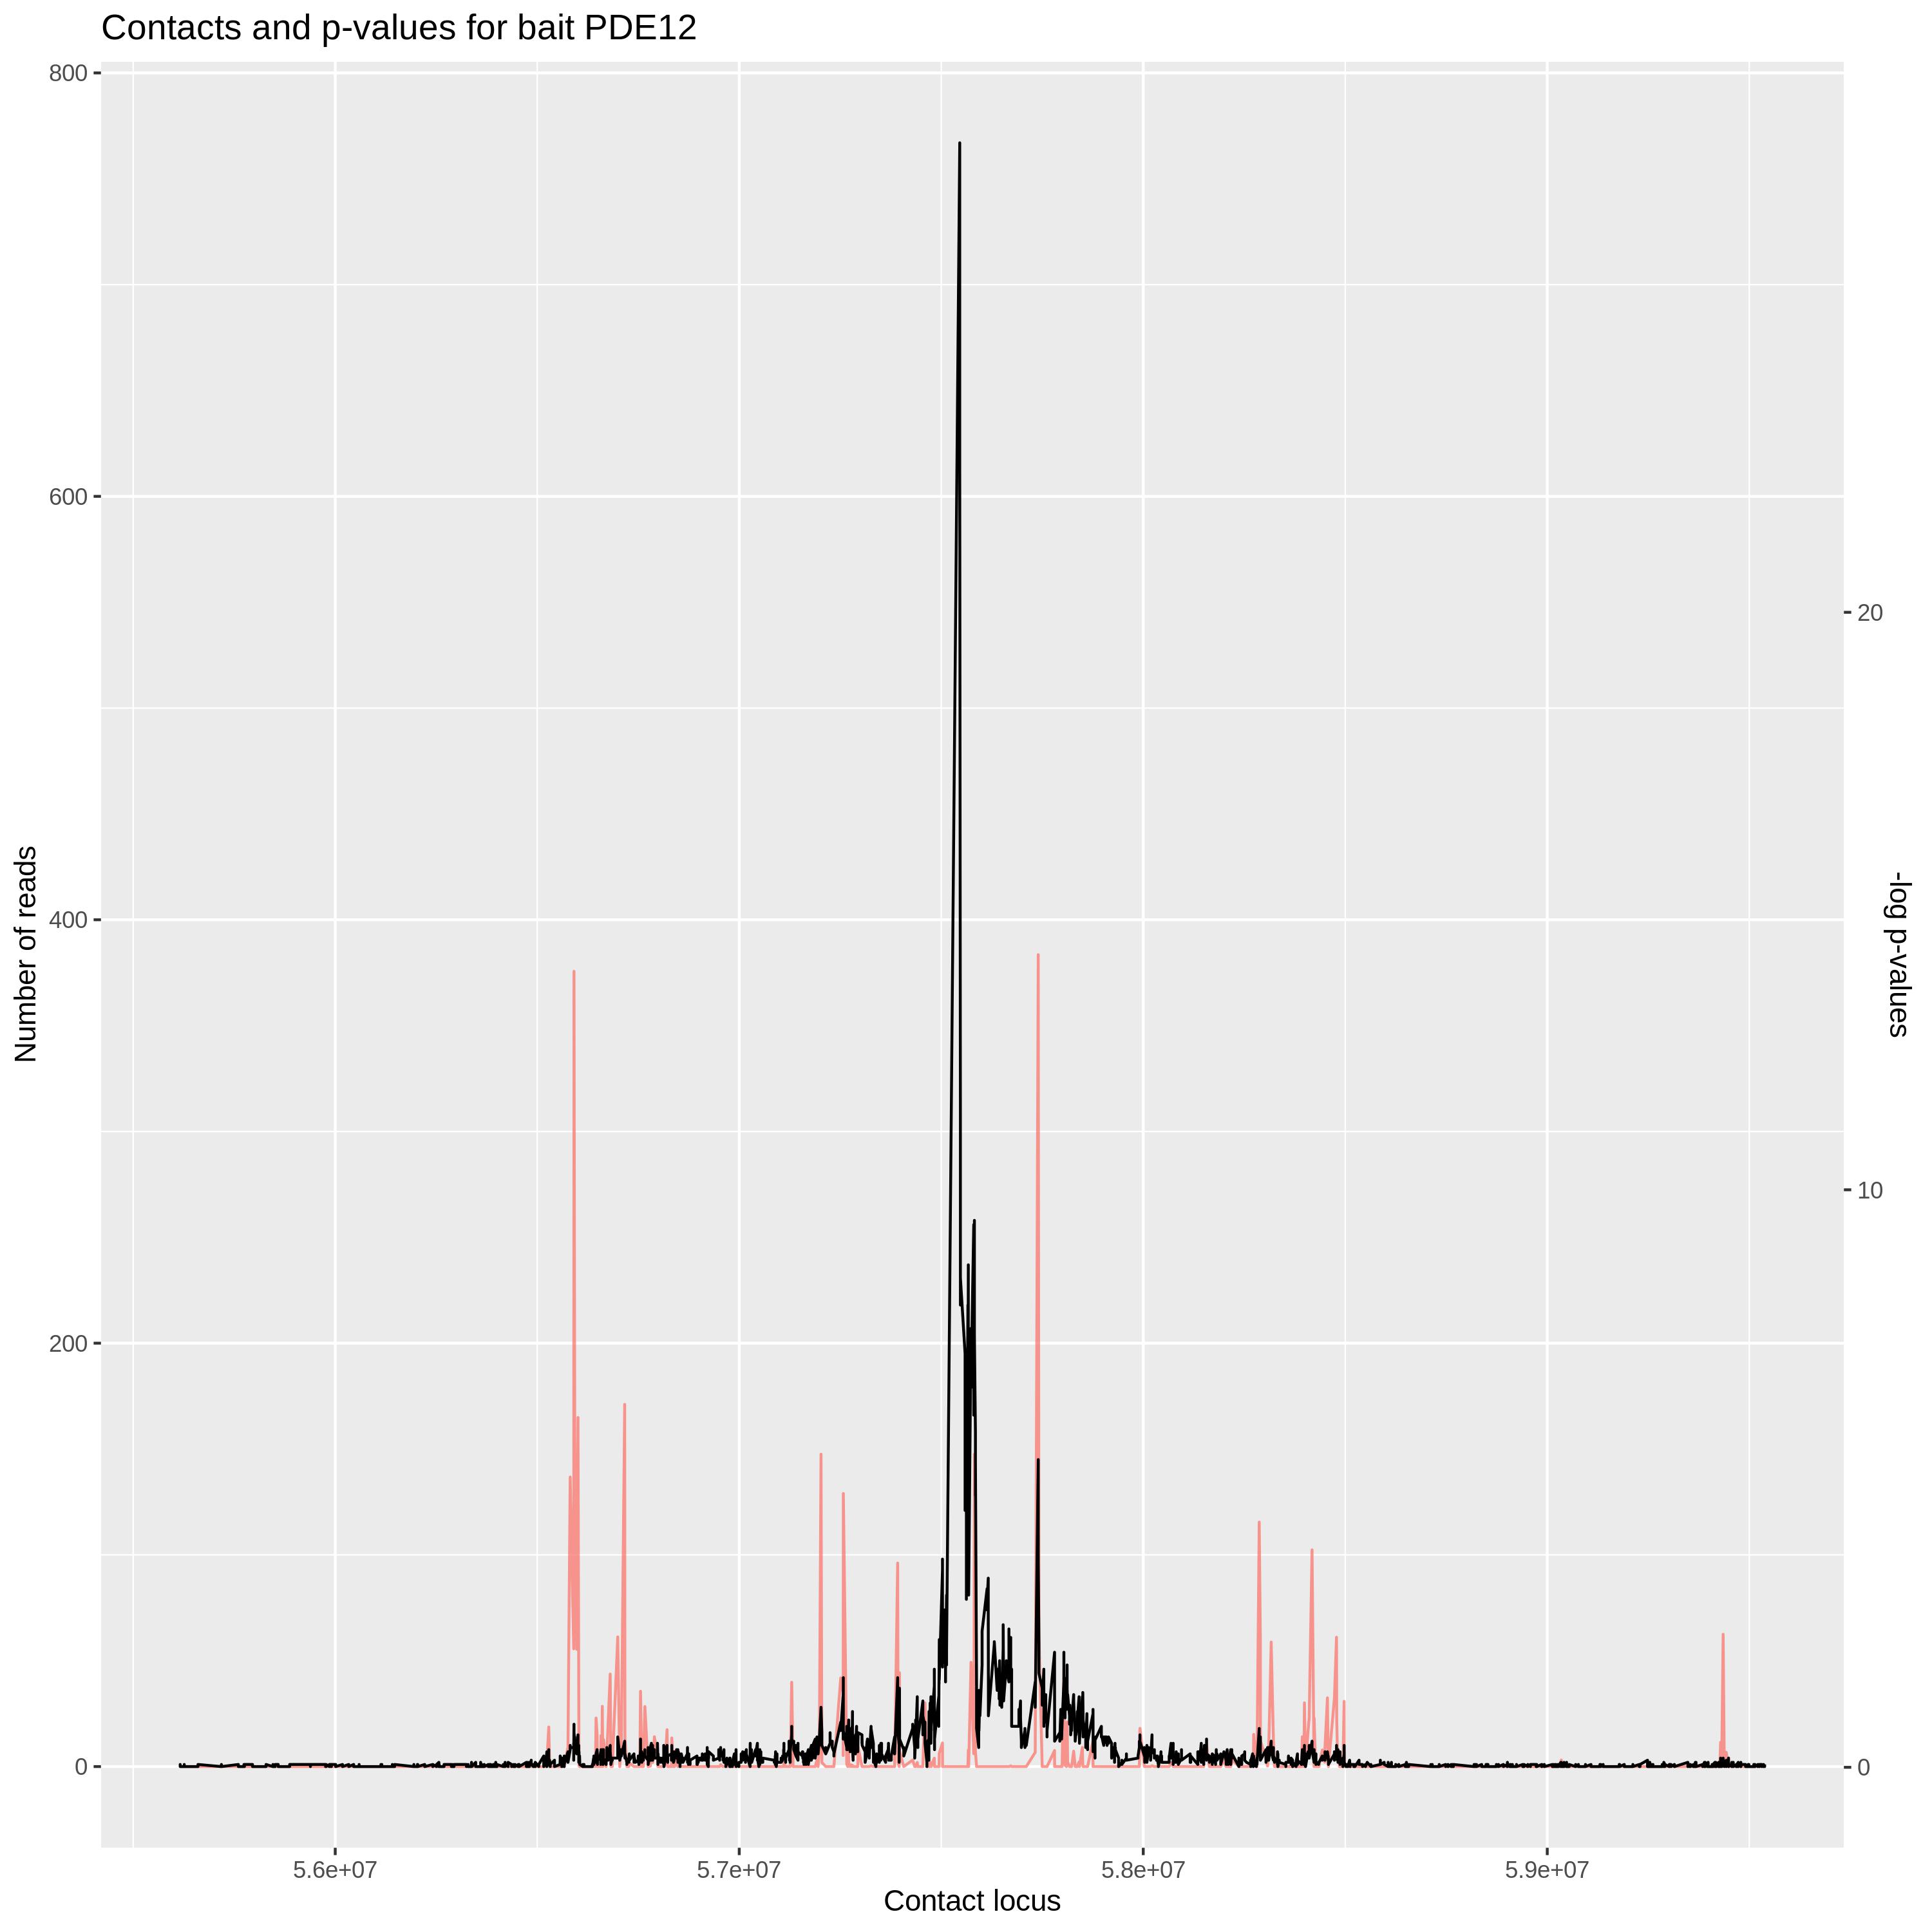 Contacts and p-values for bait PDE12
800
600
400
200
0
Number of reads
20
10
0
-log p-values
5.6e+07 5.7e+07 5.8e+07 5.9e+07
Contact locus